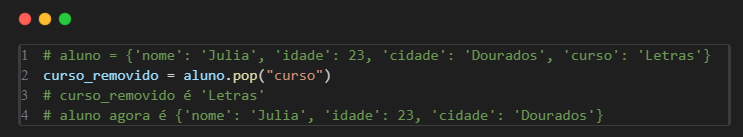 1 # aluno = {'nome': 'Julia', 'idade': 23, 'cidade': 'Dourados', 'curso': 'Letras'}
2 curso_removido = aluno.pop("curso")
3 # curso_removido é 'Letras'
4 # aluno agora é {'nome': 'Julia', 'idade': 23, 'cidade': 'Dourados'}